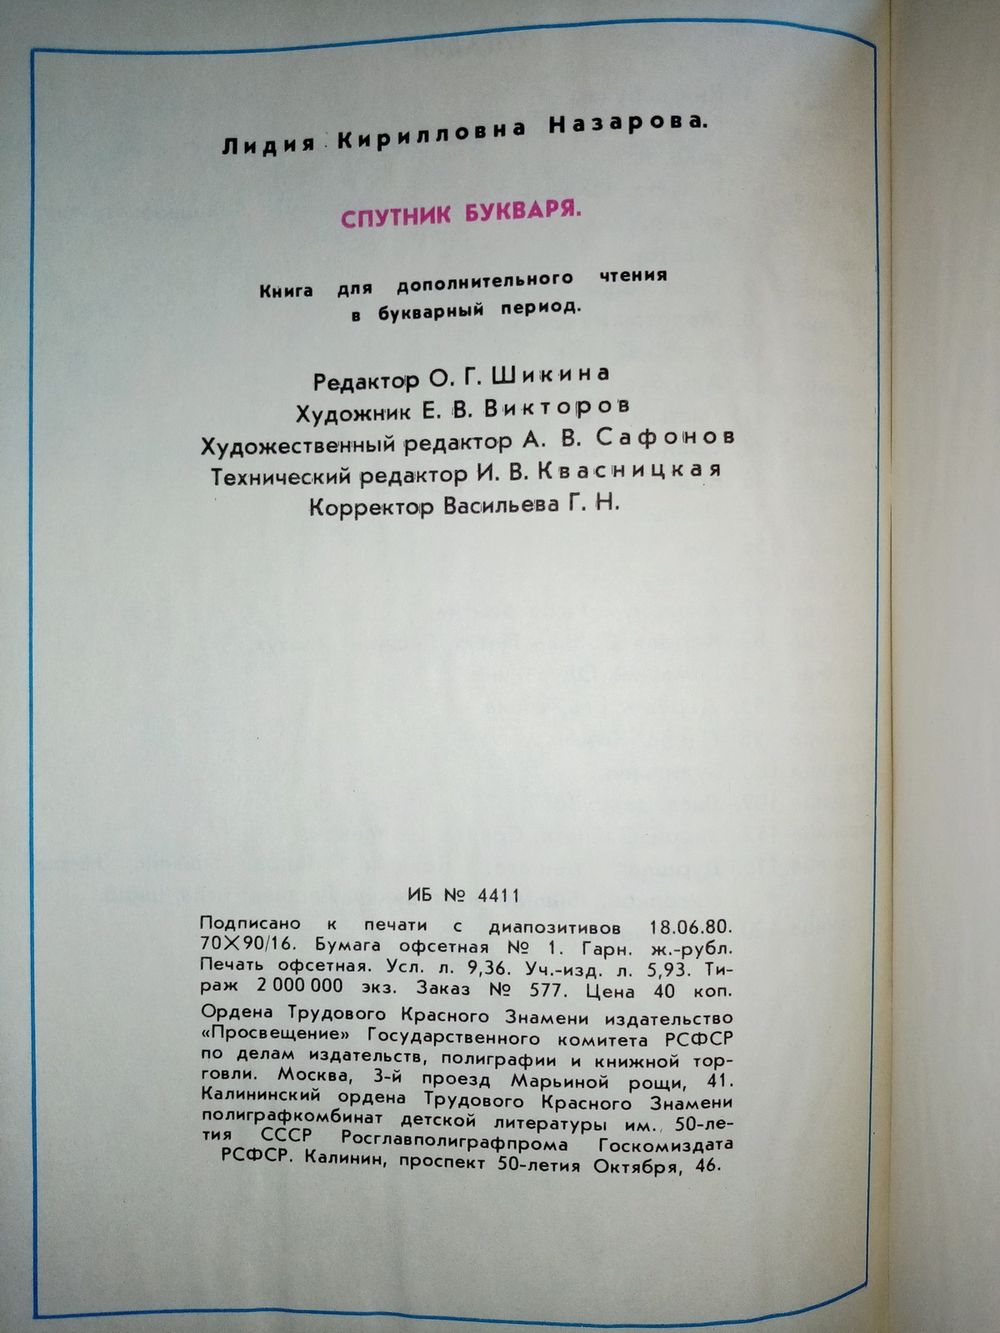 Лидия Кирилловна Назарова.
СПУТНИК БУКВАРЯ.
Книга для дополнительного чтения
в букварный период.
Редактор О. Г. Шикина
Художник Е. В. Викторов
Художественный редактор А. В. Сафонов
Технический редактор И. В. Квасницкая
Корректор Васильева Г. Н.
ИБ № 4411
Подписано к печати с диапозитивов 18.06.80.
70X90/16. Бумага офсетная № 1. Гарн. ж.-рубл.
Печать офсетная. Усл. л. 9,36. Уч.-изд. л. 5,93. Ти-
раж 2 000 000 экз. Заказ № 577. Цена 40 коп.
Ордена Трудового Красного Знамени издательство
«Просвещение» Государственного комитета РСФСР
по делам издательств, полиграфии и книжной тор-
говли. Москва, 3-й проезд Марьиной рощи, 41.
Калининский ордена Трудового Красного Знамени
полиграфкомбинат детской литературы им. 50-ле-
тия СССР Росглавполиграфпрома Госкомиздата
РСФСР. Калинин, проспект 50-летия Октября, 46.